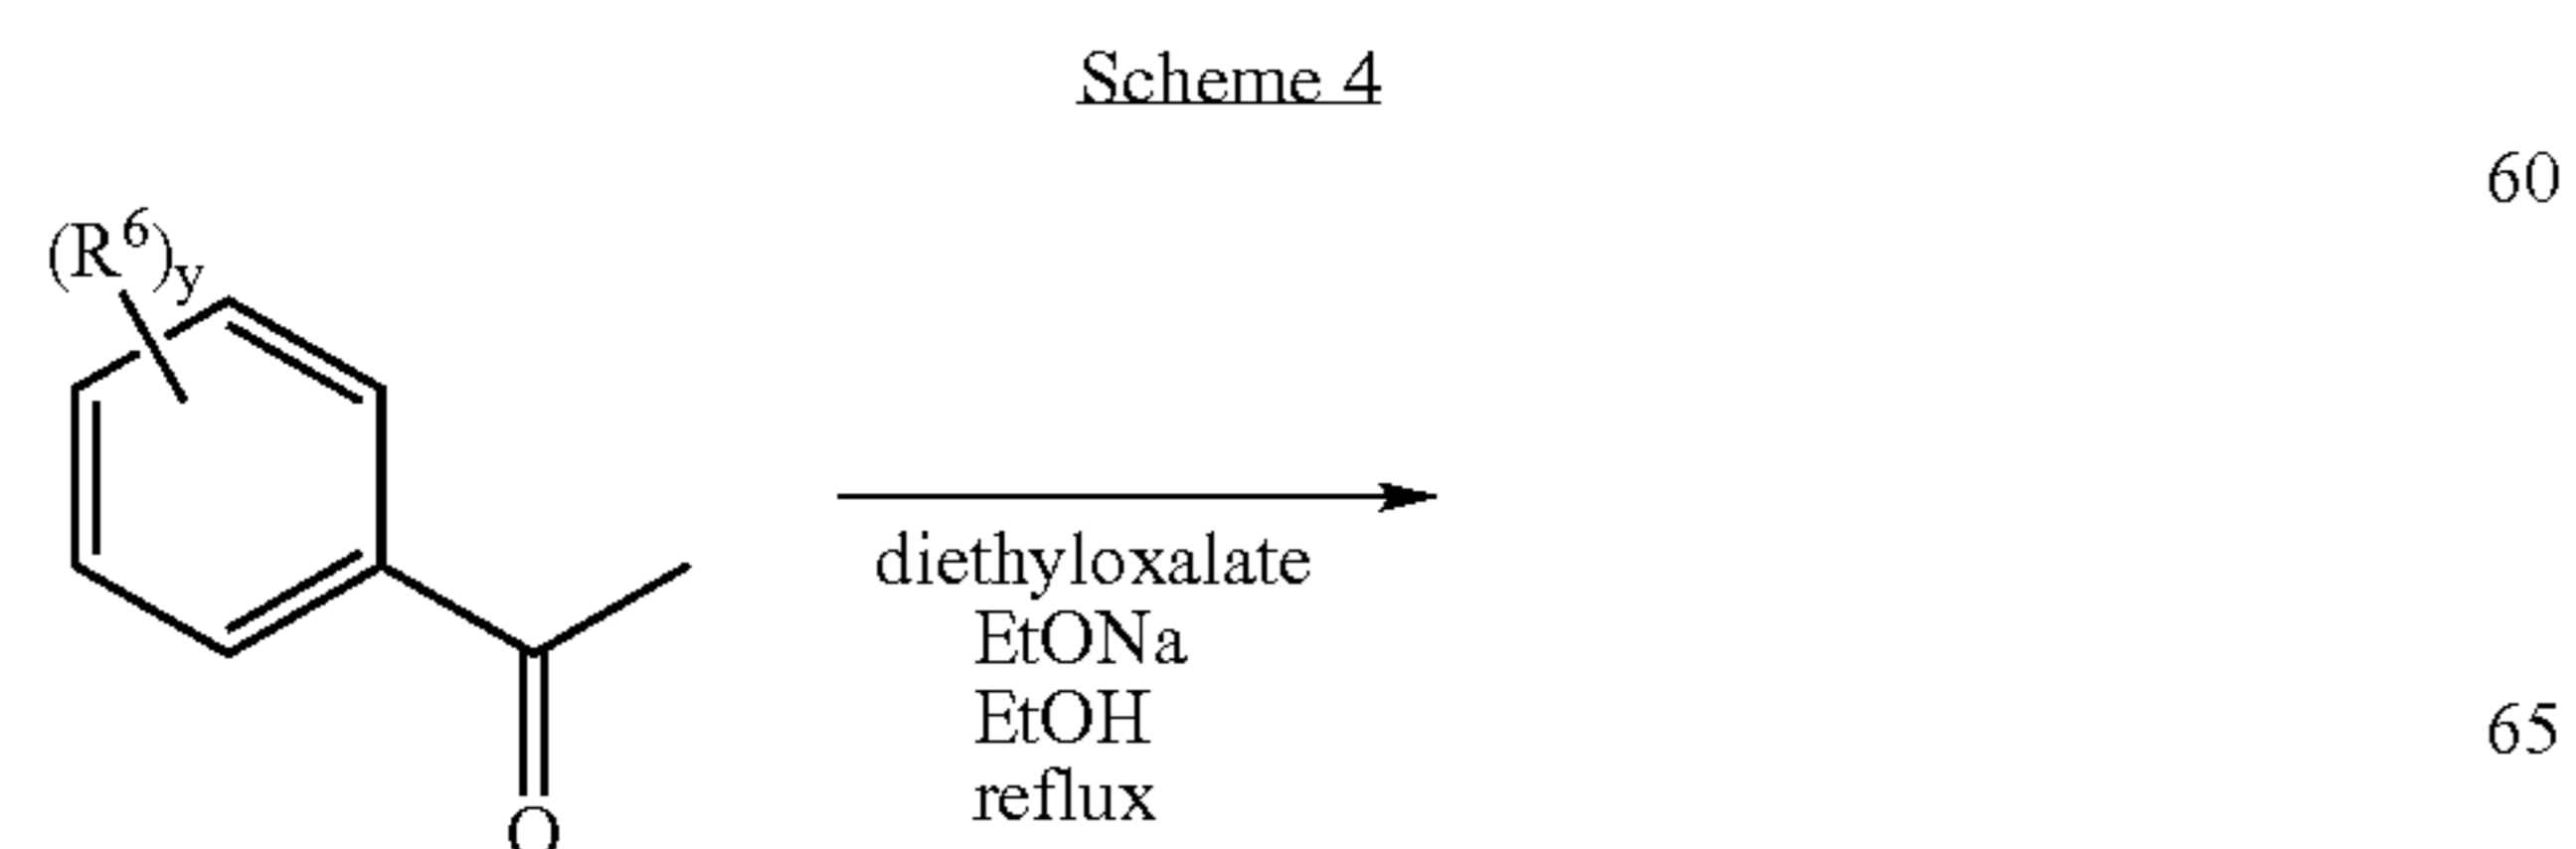 Scheme 4
60
(R⁶)y
diethyloxalate
EtONa
EtOH
65
reflux
O